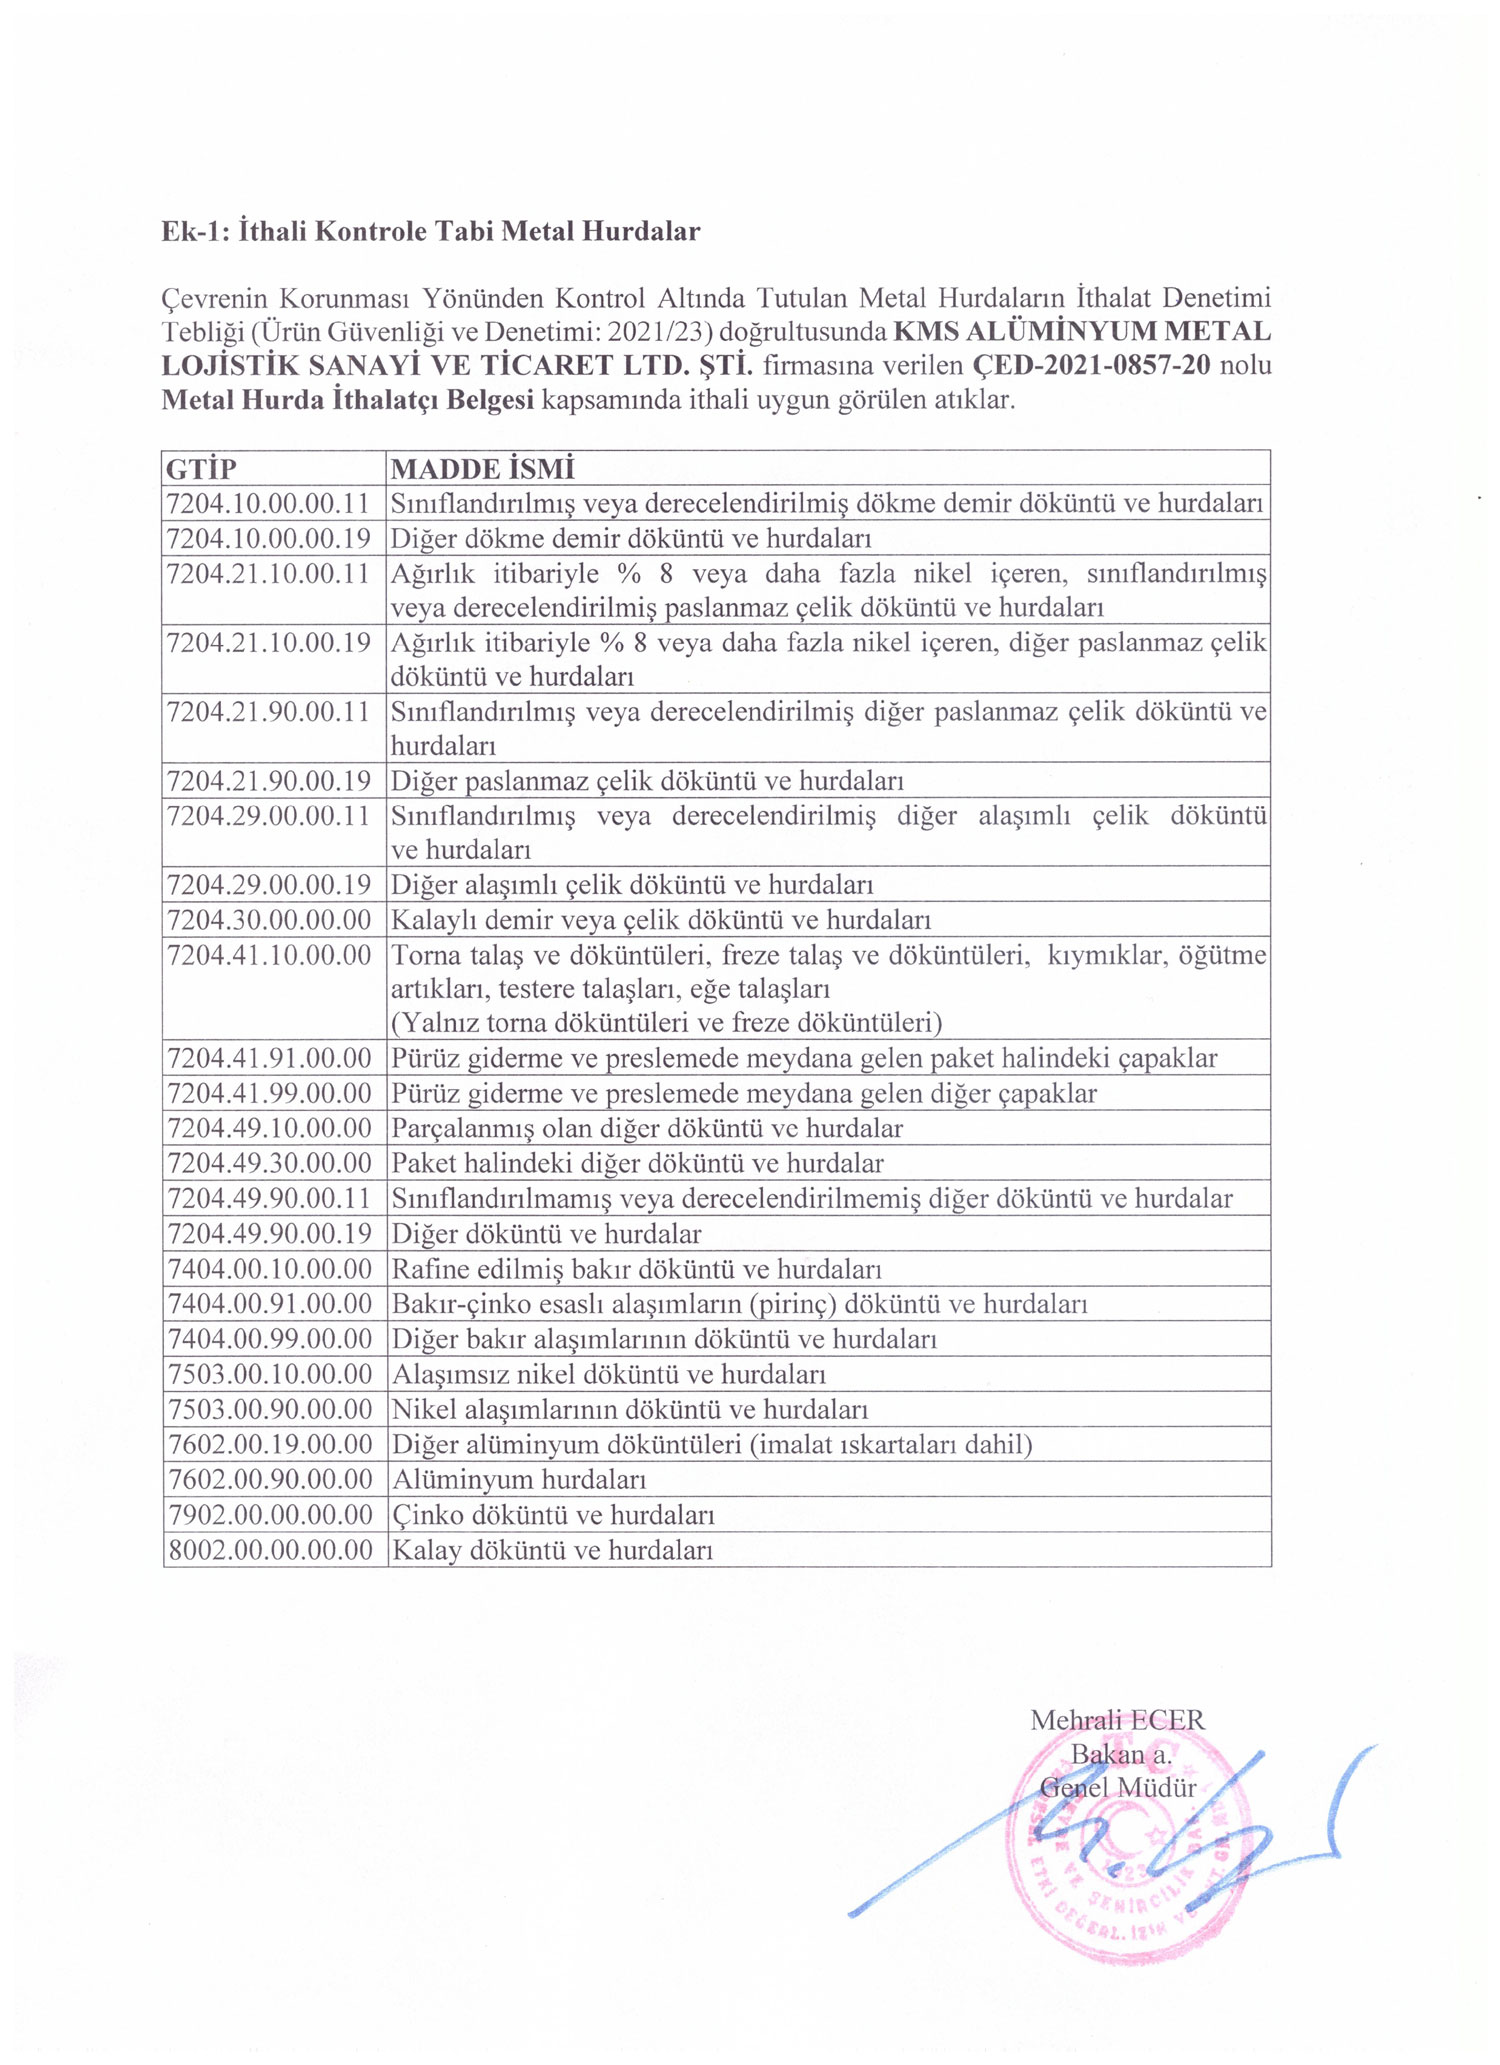 Ek-1: İthali Kontrole Tabi Metal Hurdalar
Çevrenin Korunması Yönünden Kontrol Altında Tutulan Metal Hurdaların İthalat Denetimi
Tebliği (Ürün Güvenliği ve Denetimi: 2021/23) doğrultusunda KMS ALÜMİNYUM METAL
LOJİSTİK SANAYİ VE TİCARET LTD. ŞTİ. firmasına verilen ÇED-2021-0857-20 nolu
Metal Hurda İthalatçı Belgesi kapsamında ithali uygun görülen atıklar.
GTİP MADDE İSMİ
7204.10.00.00.11 Sınıflandırılmış veya derecelendirilmiş dökme demir döküntü ve hurdaları
7204.10.00.00.19 Diğer dökme demir döküntü ve hurdaları
7204.21.10.00.11 Ağırlık itibariyle % 8 veya daha fazla nikel içeren, sınıflandırılmış
veya derecelendirilmiş paslanmaz çelik döküntü ve hurdaları
7204.21.10.00.19 Ağırlık itibariyle % 8 veya daha fazla nikel içeren, diğer paslanmaz çelik
döküntü ve hurdaları
7204.21.90.00.11 Sınıflandırılmış veya derecelendirilmiş diğer paslanmaz çelik döküntü ve
hurdaları
7204.21.90.00.19 Diğer paslanmaz çelik döküntü ve hurdaları
7204.29.00.00.11 Sınıflandırılmış veya derecelendirilmiş diğer alaşımlı çelik döküntü
ve hurdaları
7204.29.00.00.19 Diğer alaşımlı çelik döküntü ve hurdaları
7204.30.00.00.00 Kalaylı demir veya çelik döküntü ve hurdaları
7204.41.10.00.00 Torna talaş ve döküntüleri, freze talaş ve döküntüleri, kıymıklar, öğütme
artıkları, testere talaşları, eğe talaşları
(Yalnız torna döküntüleri ve freze döküntüleri)
7204.41.91.00.00 Pürüz giderme ve preslemede meydana gelen paket halindeki çapaklar
7204.41.99.00.00 Pürüz giderme ve preslemede meydana gelen diğer çapaklar
7204.49.10.00.00 Parçalanmış olan diğer döküntü ve hurdalar
7204.49.30.00.00 Paket halindeki diğer döküntü ve hurdalar
7204.49.90.00.11 Sınıflandırılmamış veya derecelendirilmemiş diğer döküntü ve hurdalar
7204.49.90.00.19 Diğer döküntü ve hurdalar
7404.00.10.00.00 Rafine edilmiş bakır döküntü ve hurdaları
7404.00.91.00.00 Bakır-çinko esaslı alaşımların (pirinç) döküntü ve hurdaları
7404.00.99.00.00 Diğer bakır alaşımlarının döküntü ve hurdaları
7503.00.10.00.00 Alaşımsız nikel döküntü ve hurdaları
7503.00.90.00.00 Nikel alaşımlarının döküntü ve hurdaları
7602.00.19.00.00 Diğer alüminyum döküntüleri (imalat ıskartaları dahil)
7602.00.90.00.00 Alüminyum hurdaları
7902.00.00.00.00 Çinko döküntü ve hurdaları
8002.00.00.00.00 Kalay döküntü ve hurdaları
Mehrali ECER
Bakan a.
Genel Müdür
T.C.
ÇEVRE VE ŞEHİRCİLİK BAK.
ETKİ DEĞERL. İZİN VE
1923